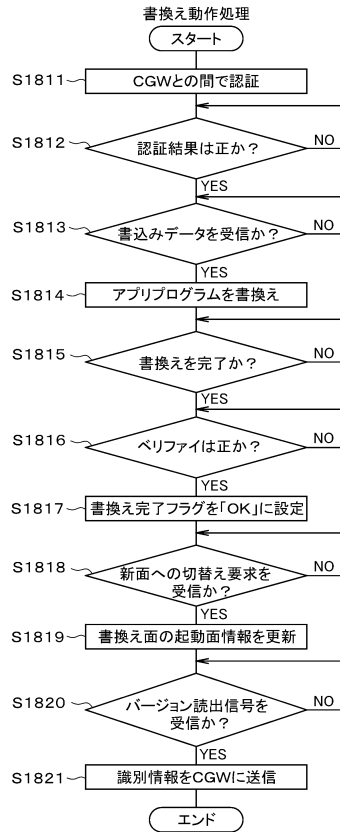 書換え動作処理
スタート
S1811
CGWとの間で認証
S1812
認証結果は正か？
NO
YES
S1813
書込みデータを受信か？
NO
YES
S1814
アプリプログラムを書換え
S1815
書換えを完了か？
NO
YES
S1816
ベリファイは正か？
NO
YES
S1817
書換え完了フラグを「OK」に設定
S1818
新面への切替え要求を
受信か？
NO
YES
S1819
書換え面の起動面情報を更新
S1820
バージョン読出信号を
受信か？
NO
YES
S1821
識別情報をCGWに送信
エンド